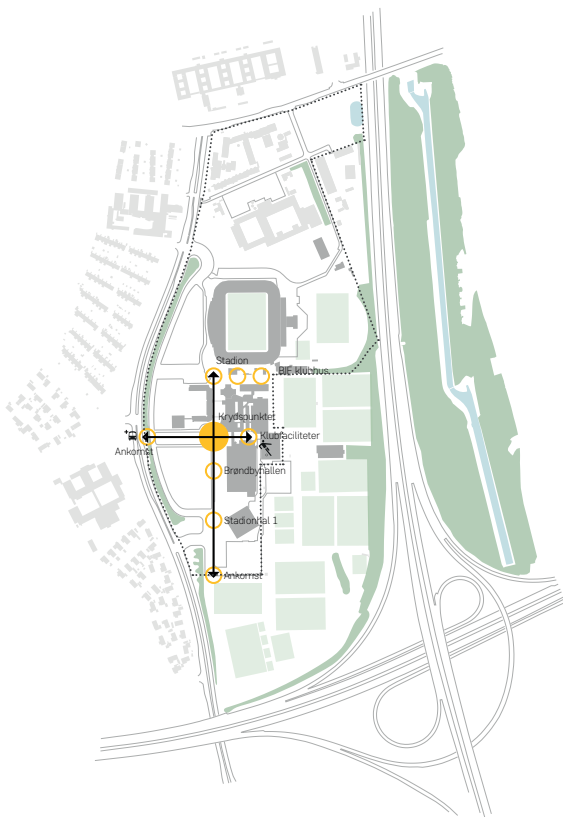 Stadion
BIF klubhus
Krydspunktet
Klubfaciliteter
Ankomst
Brøndbyhallen
Stadionhal 1
Ankomst